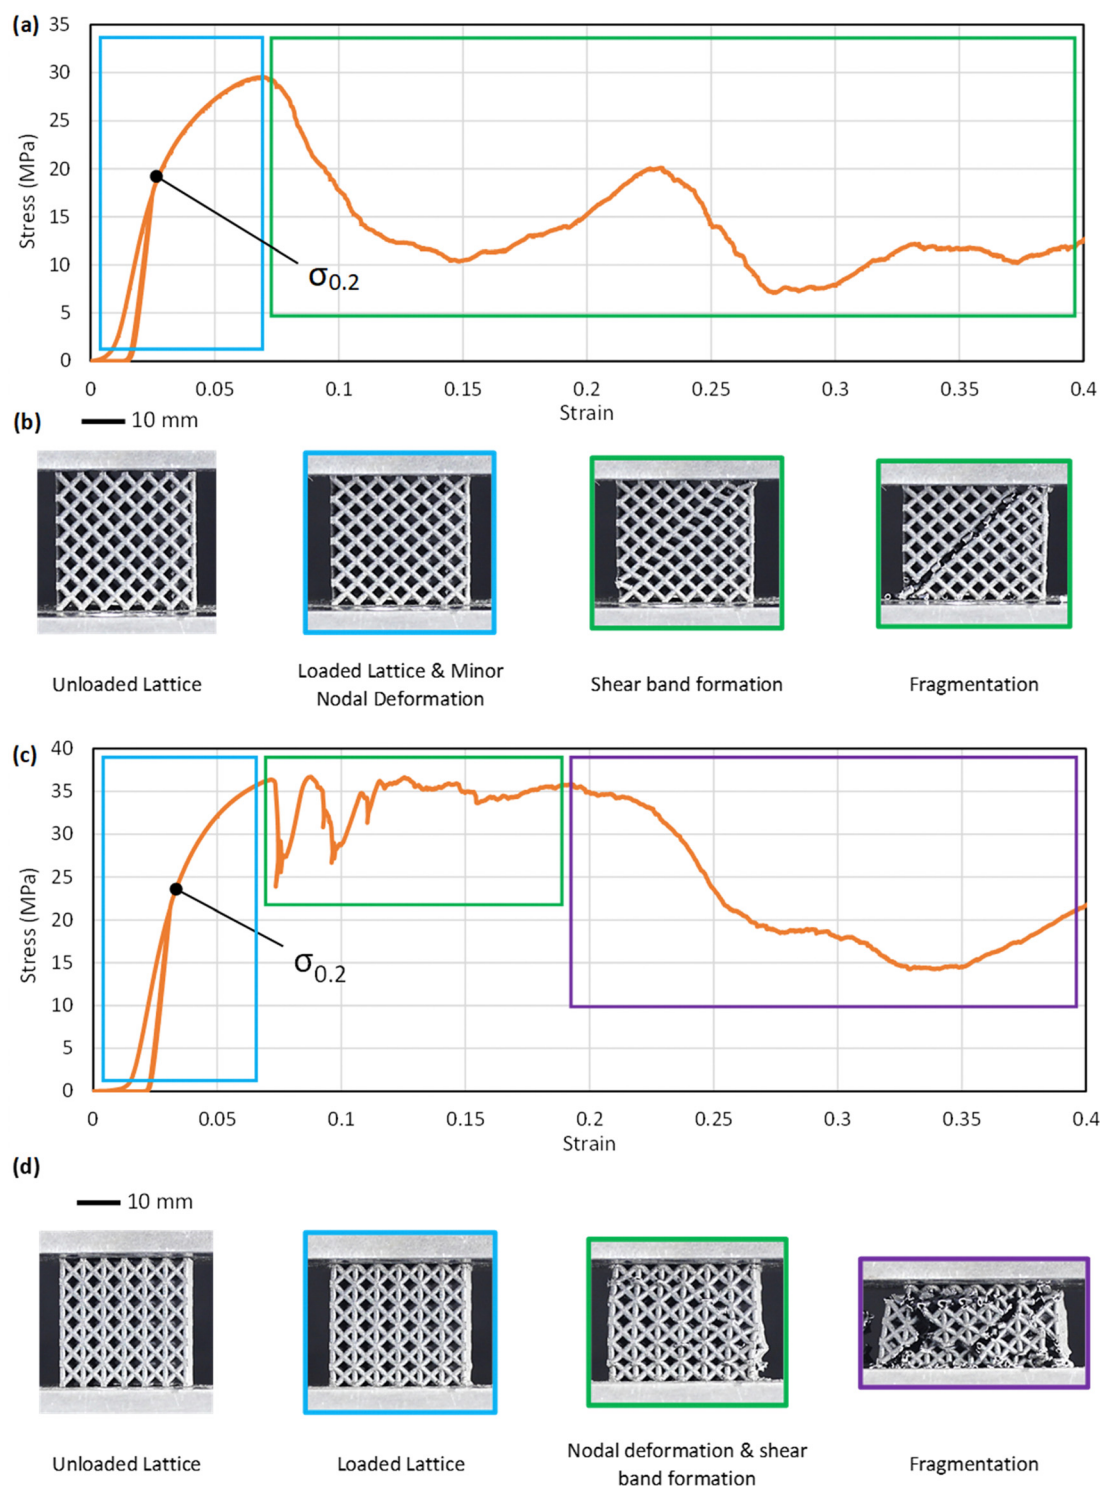 (a)
35
30
25
20
15
10
5
0
Stress (MPa)
σ0.2
0 0.05 0.1 0.15 0.2 0.25 0.3 0.35 0.4
Strain
(b)
10 mm
Unloaded Lattice
Loaded Lattice & Minor
Nodal Deformation
Shear band formation
Fragmentation
(c)
40
35
30
25
20
15
10
5
0
Stress (MPa)
σ0.2
0 0.05 0.1 0.15 0.2 0.25 0.3 0.35 0.4
Strain
(d)
10 mm
Unloaded Lattice
Loaded Lattice
Nodal deformation & shear
band formation
Fragmentation